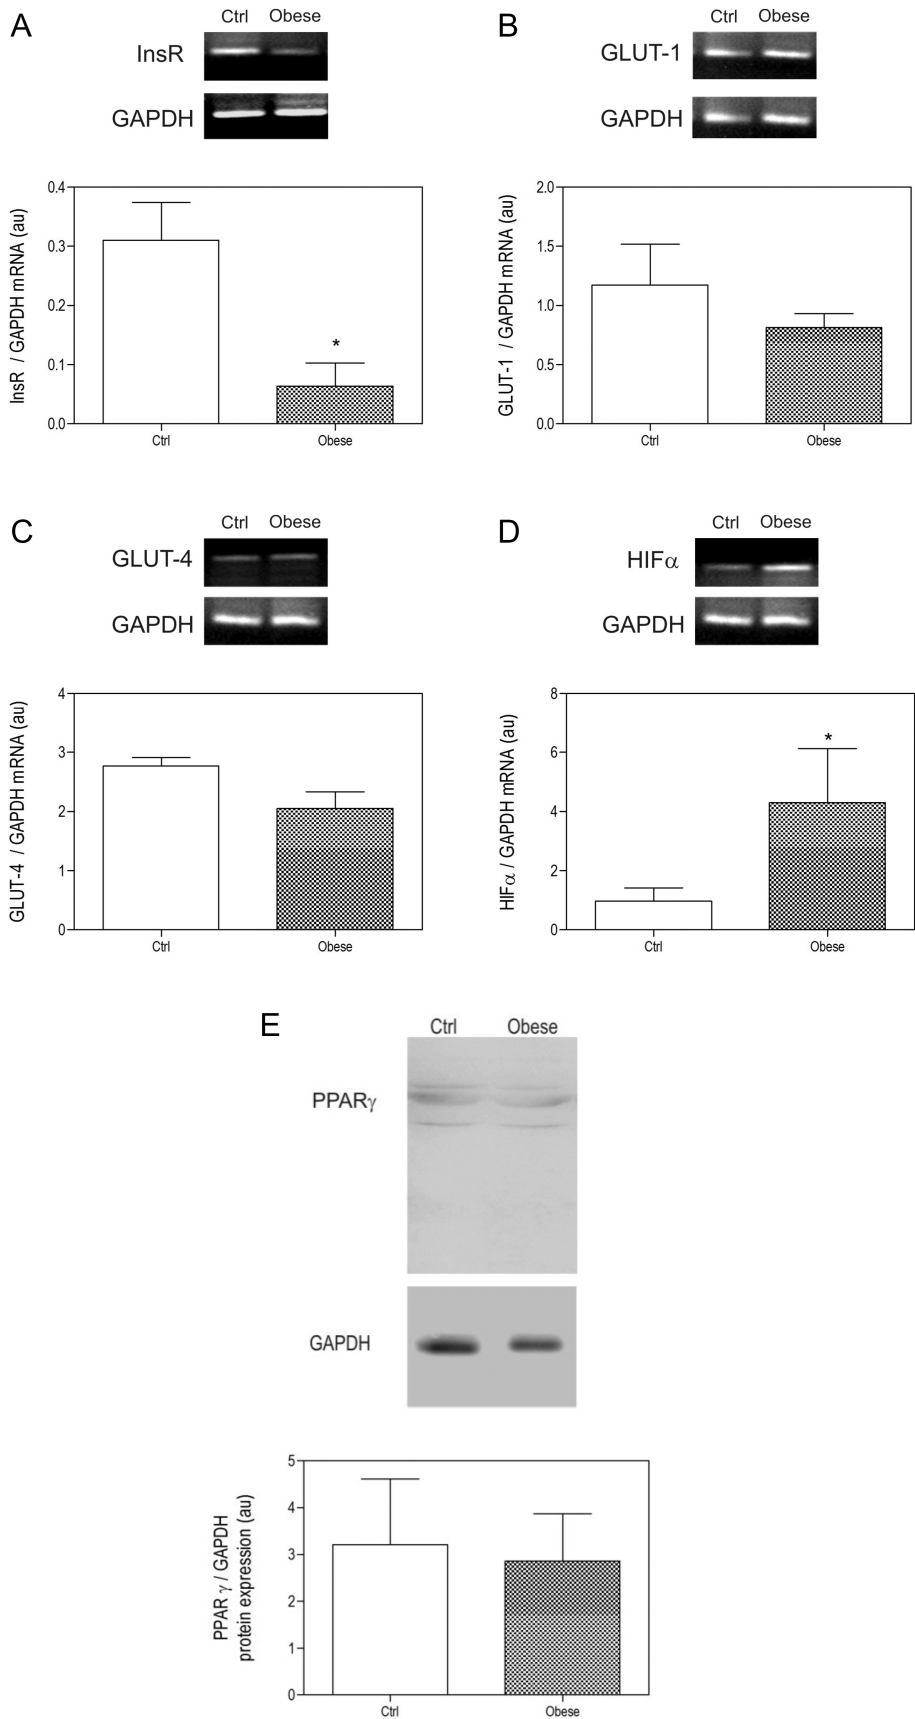 A
Ctrl Obese
InsR
GAPDH
InsR / GAPDH mRNA (au)
0.4
0.3
0.2
0.1
0.0
*
Ctrl Obese
B
Ctrl Obese
GLUT-1
GAPDH
GLUT-1 / GAPDH mRNA (au)
2.0
1.5
1.0
0.5
0.0
Ctrl Obese
C
Ctrl Obese
GLUT-4
GAPDH
GLUT-4 / GAPDH mRNA (au)
4
3
2
1
0
Ctrl Obese
D
Ctrl Obese
HIFα
GAPDH
HIFα / GAPDH mRNA (au)
8
6
4
2
0
*
Ctrl Obese
E
Ctrl Obese
PPARγ
GAPDH
PPAR γ / GAPDH
protein expression (au)
5
4
3
2
1
0
Ctrl Obese